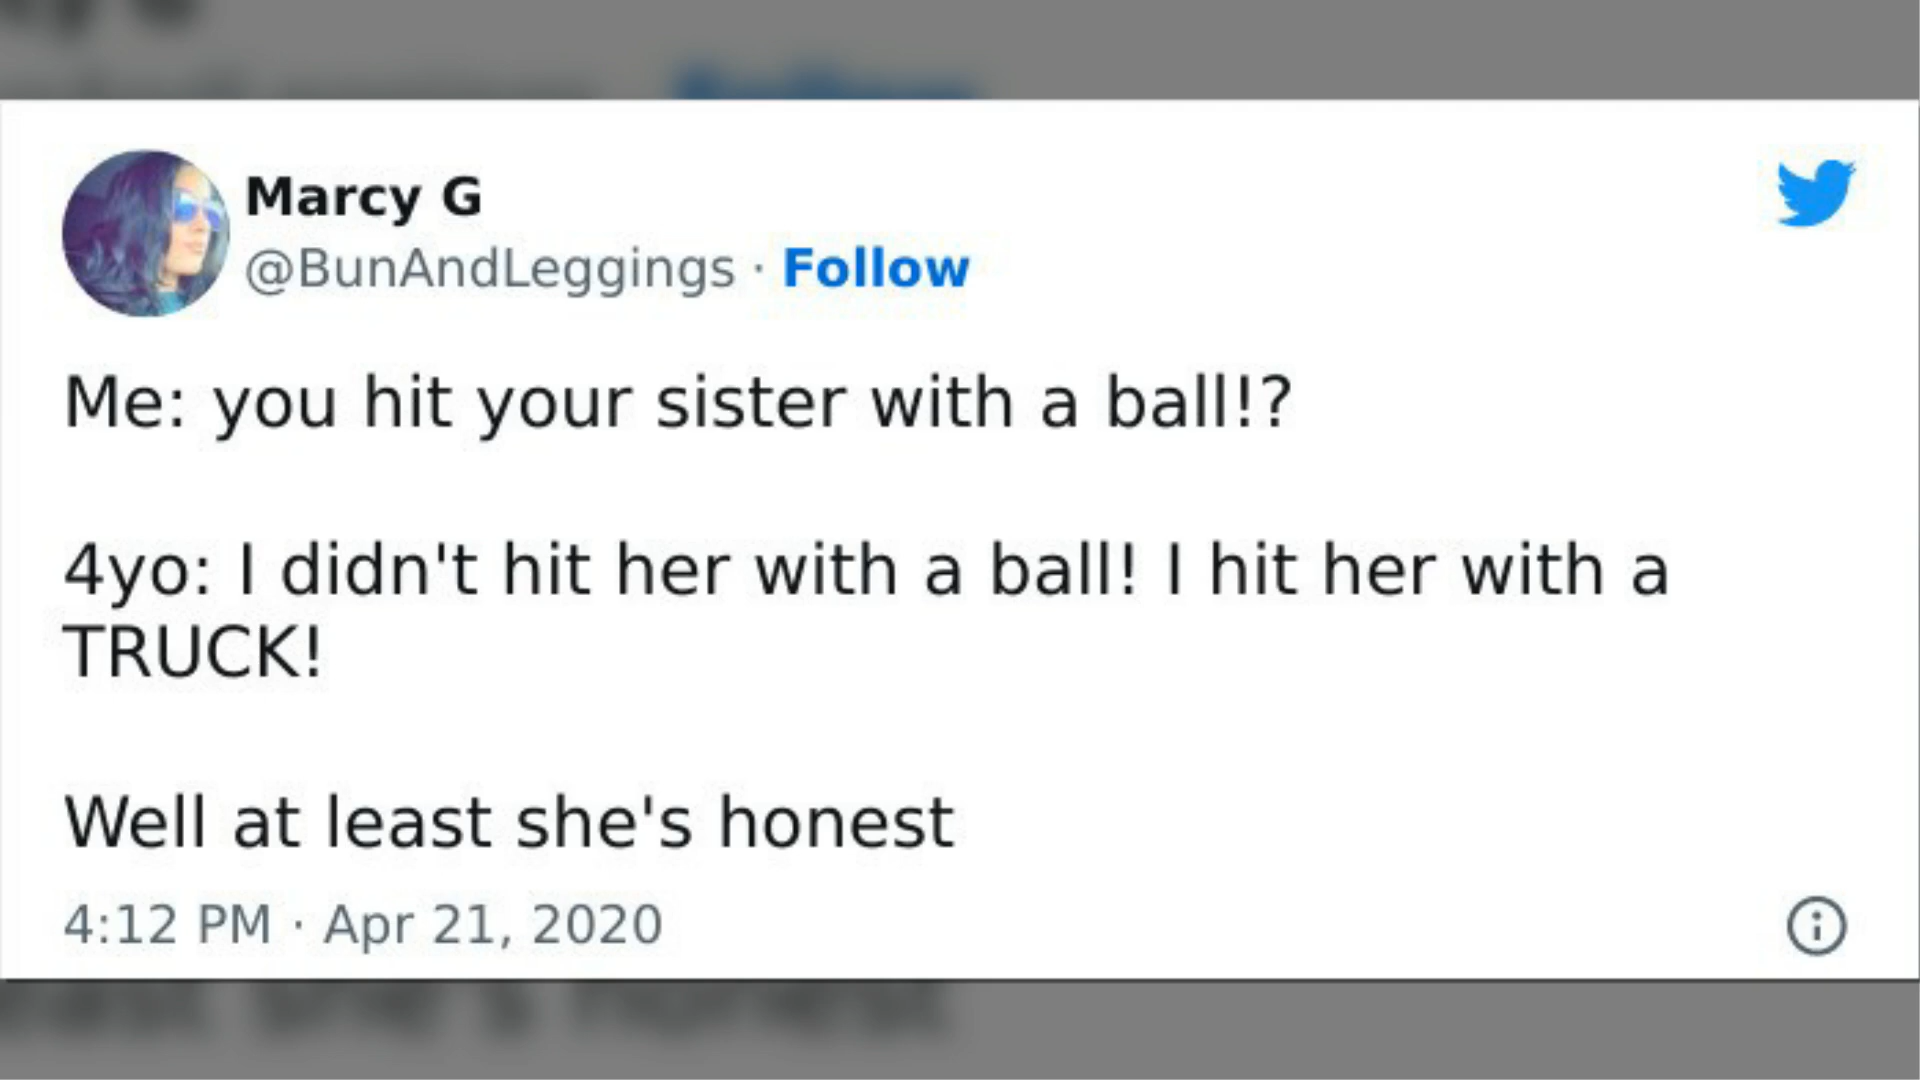 Marcy G
@BunAndLeggings · Follow
Me: you hit your sister with a ball!?
4yo: I didn't hit her with a ball! I hit her with a
TRUCK!
Well at least she's honest
4:12 PM · Apr 21, 2020